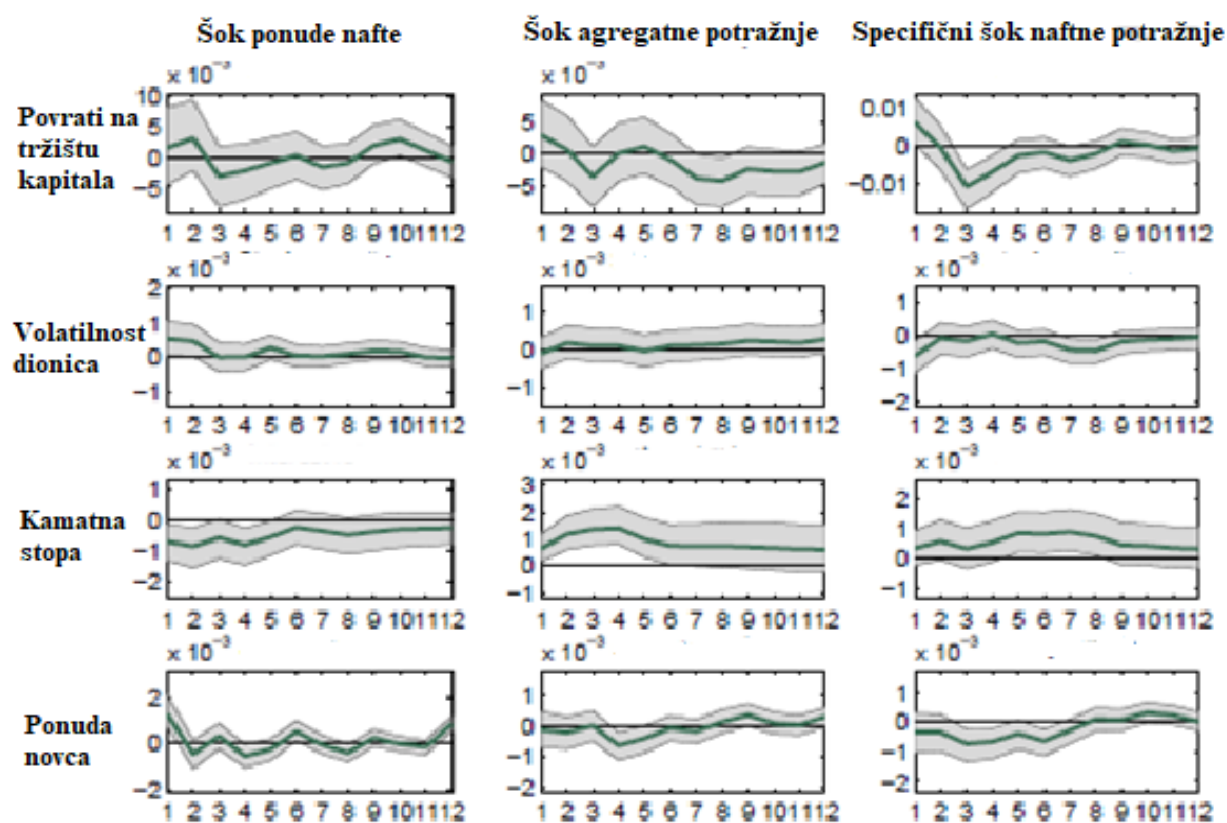 Šok ponude nafte
Šok agregatne potražnje
Specifični šok naftne potražnje
Povrati na
tržištu
kapitala
x 10⁻³
10
5
0
−5
1 2 3 4 5 6 7 8 9 10 11 12
x 10⁻³
5
0
−5
1 2 3 4 5 6 7 8 9 10 11 12
0.01
0
−0.01
1 2 3 4 5 6 7 8 9 10 11 12
Volatilnost
dionica
x 10⁻³
2
1
0
−1
1 2 3 4 5 6 7 8 9 10 11 12
x 10⁻³
1
0
−1
1 2 3 4 5 6 7 8 9 10 11 12
x 10⁻³
1
0
−1
−2
1 2 3 4 5 6 7 8 9 10 11 12
Kamatna
stopa
x 10⁻³
1
0
−1
−2
1 2 3 4 5 6 7 8 9 10 11 12
x 10⁻³
3
2
1
0
−1
1 2 3 4 5 6 7 8 9 10 11 12
x 10⁻³
2
1
0
−1
1 2 3 4 5 6 7 8 9 10 11 12
Ponuda
novca
x 10⁻³
2
0
−2
1 2 3 4 5 6 7 8 9 10 11 12
x 10⁻³
1
0
−1
−2
1 2 3 4 5 6 7 8 9 10 11 12
x 10⁻³
1
0
−1
−2
1 2 3 4 5 6 7 8 9 10 11 12